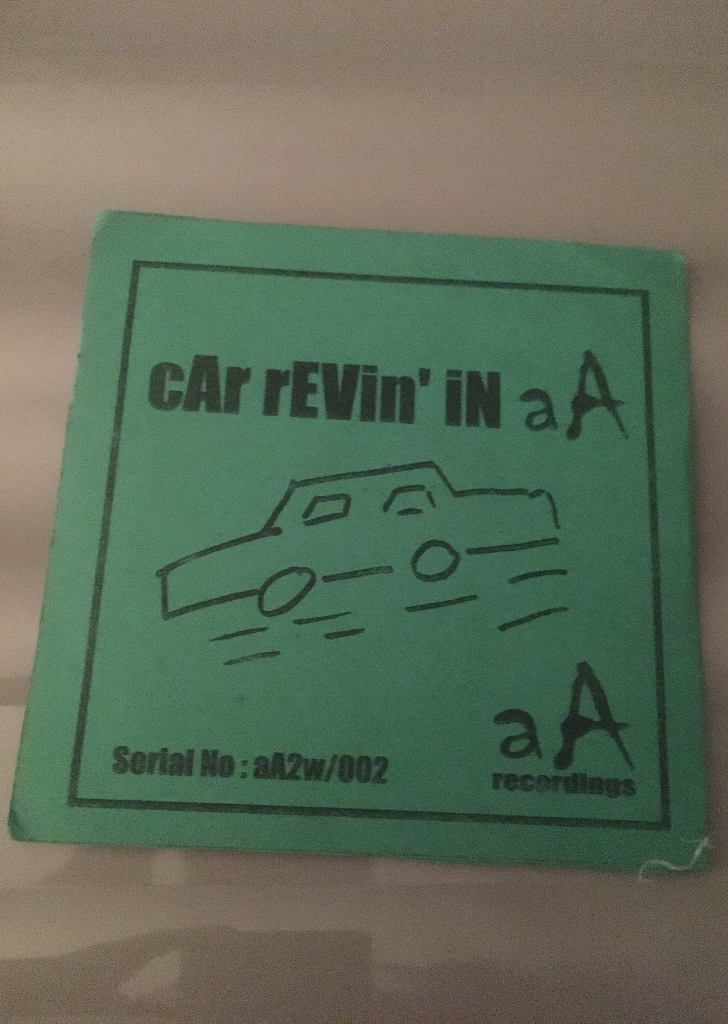 cAr rEVin' iN aA
Serial No : aA2w/002
aA
recordings